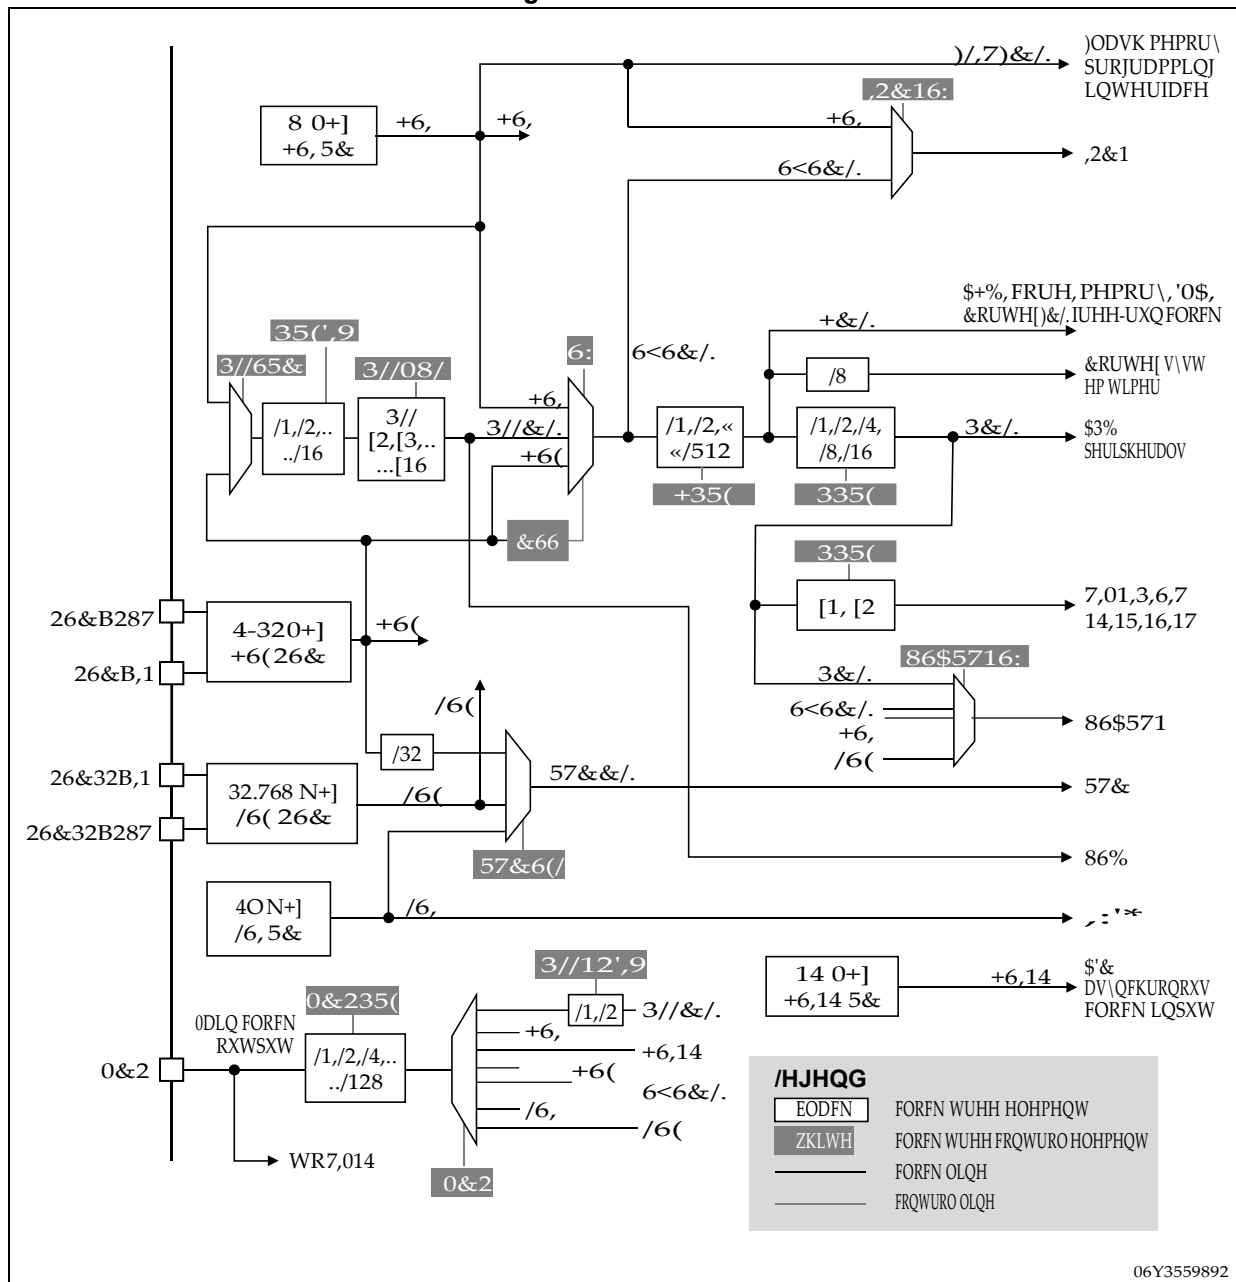 g
)ODVK PHPRU\
SURJUDPPLQJ
LQWHUIDFH
)/,7)&/.
,2&16:
8 0+]
+6, 5&
+6,
+6,
+6,
,2&1
6<6&/.
$+%, FRUH, PHPRU\, '0$,
&RUWH[)&/. IUHH-UXQ FORFN
+&/.
35(',9
3//65&
3//08/
6:
6<6&/.
/8
&RUWH[ V\VW
HP WLPHU
/1,/2,..
../16
3//
[2,[3,..
...[16
+6,
3//&/.
+6(
/1,/2,«
«/512
/1,/2,/4,
/8,/16
3&/.
$3%
SHULSKHUDOV
+35(
335(
&66
335(
[1, [2
7,01,3,6,7
14,15,16,17
26&B287
4-320+]
+6( 26&
+6(
26&B,1
86$5716:
3&/.
6<6&/.
+6,
/6(
86$571
/6(
/32
26&32B,1
32.768 N+]
/6( 26&
/6(
57&&/.
57&
26&32B287
57&6(/
86%
4ON+]
/6, 5&
/6,
,:'*
3//12',9
14 0+]
+6,14 5&
+6,14
$'&
DV\QFKURQRXV
FORFN LQSXW
0&235(
/1,/2
3//&/.
+6,
0DLQ FORFN
RXWSXW
/1,/2,/4,..
../128
+6,14
0&2
+6(
6<6&/.
/6,
/6(
WR7,014
0&2
/HJHQG
EODFN
FORFN WUHH HOHPHQW
ZKLWH
FORFN WUHH FRQWURO HOHPHQW
FORFN OLQH
FRQWURO OLQH
06Y3559892